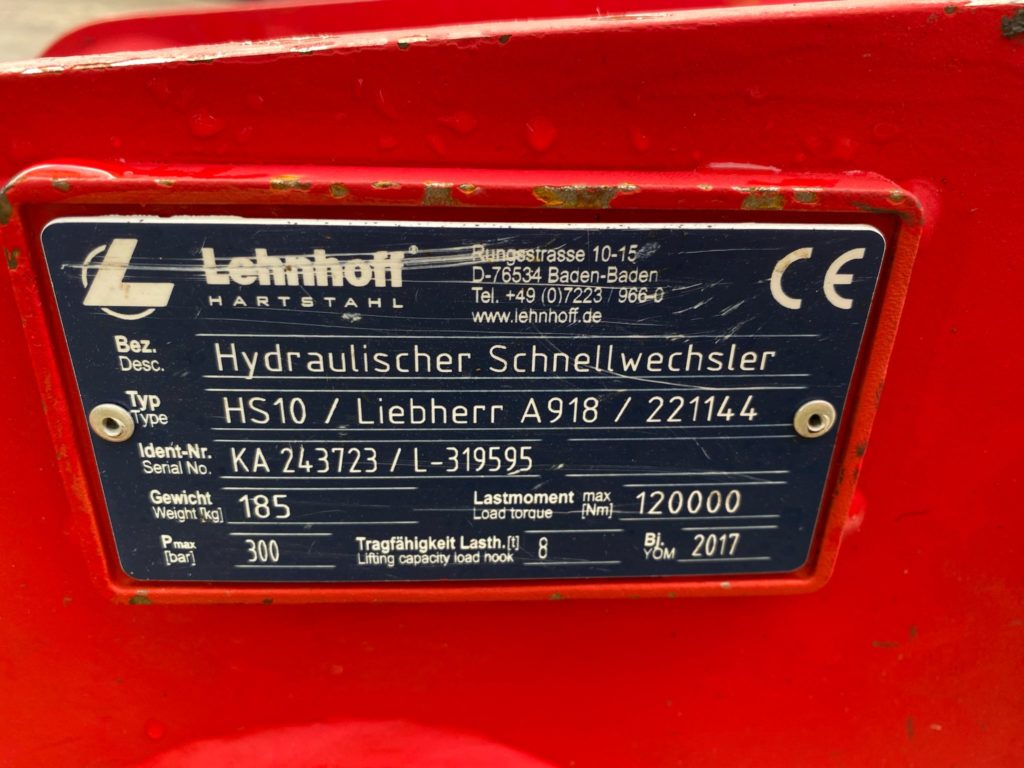 Lehnhoff®
HARTSTAHL
Rungsstrasse 10-15
D-76534 Baden-Baden
Tel. +49 (0)7223 / 966-0
www.lehnhoff.de
CE
Bez. Hydraulischer Schnellwechsler
Desc.
Typ HS10 / Liebherr A918 / 221144
Type
Ident-Nr. KA 243723 / L-319595
Serial No.
Gewicht 185 Lastmoment max 120000
Weight [kg] Load torque [Nm]
Pmax 300 Tragfähigkeit Lasth. [t] 8 Bj. 2017
[bar] Lifting capacity load hook YOM